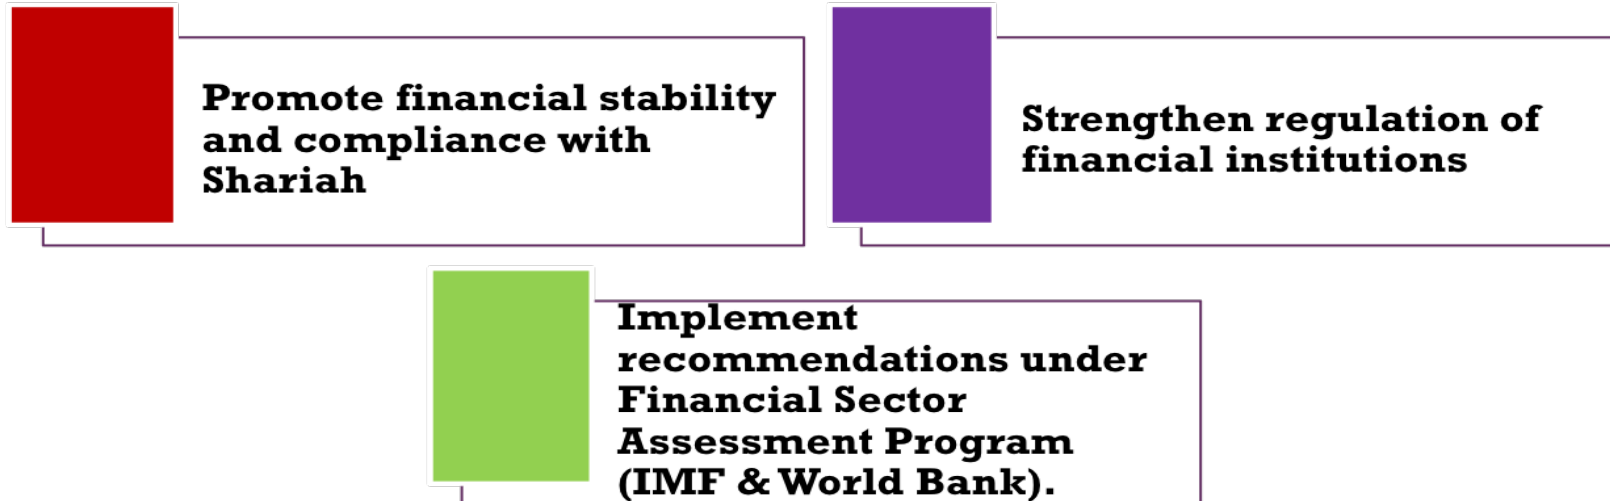 Promote financial stability
and compliance with
Shariah
Strengthen regulation of
financial institutions
Implement
recommendations under
Financial Sector
Assessment Program
(IMF & World Bank).